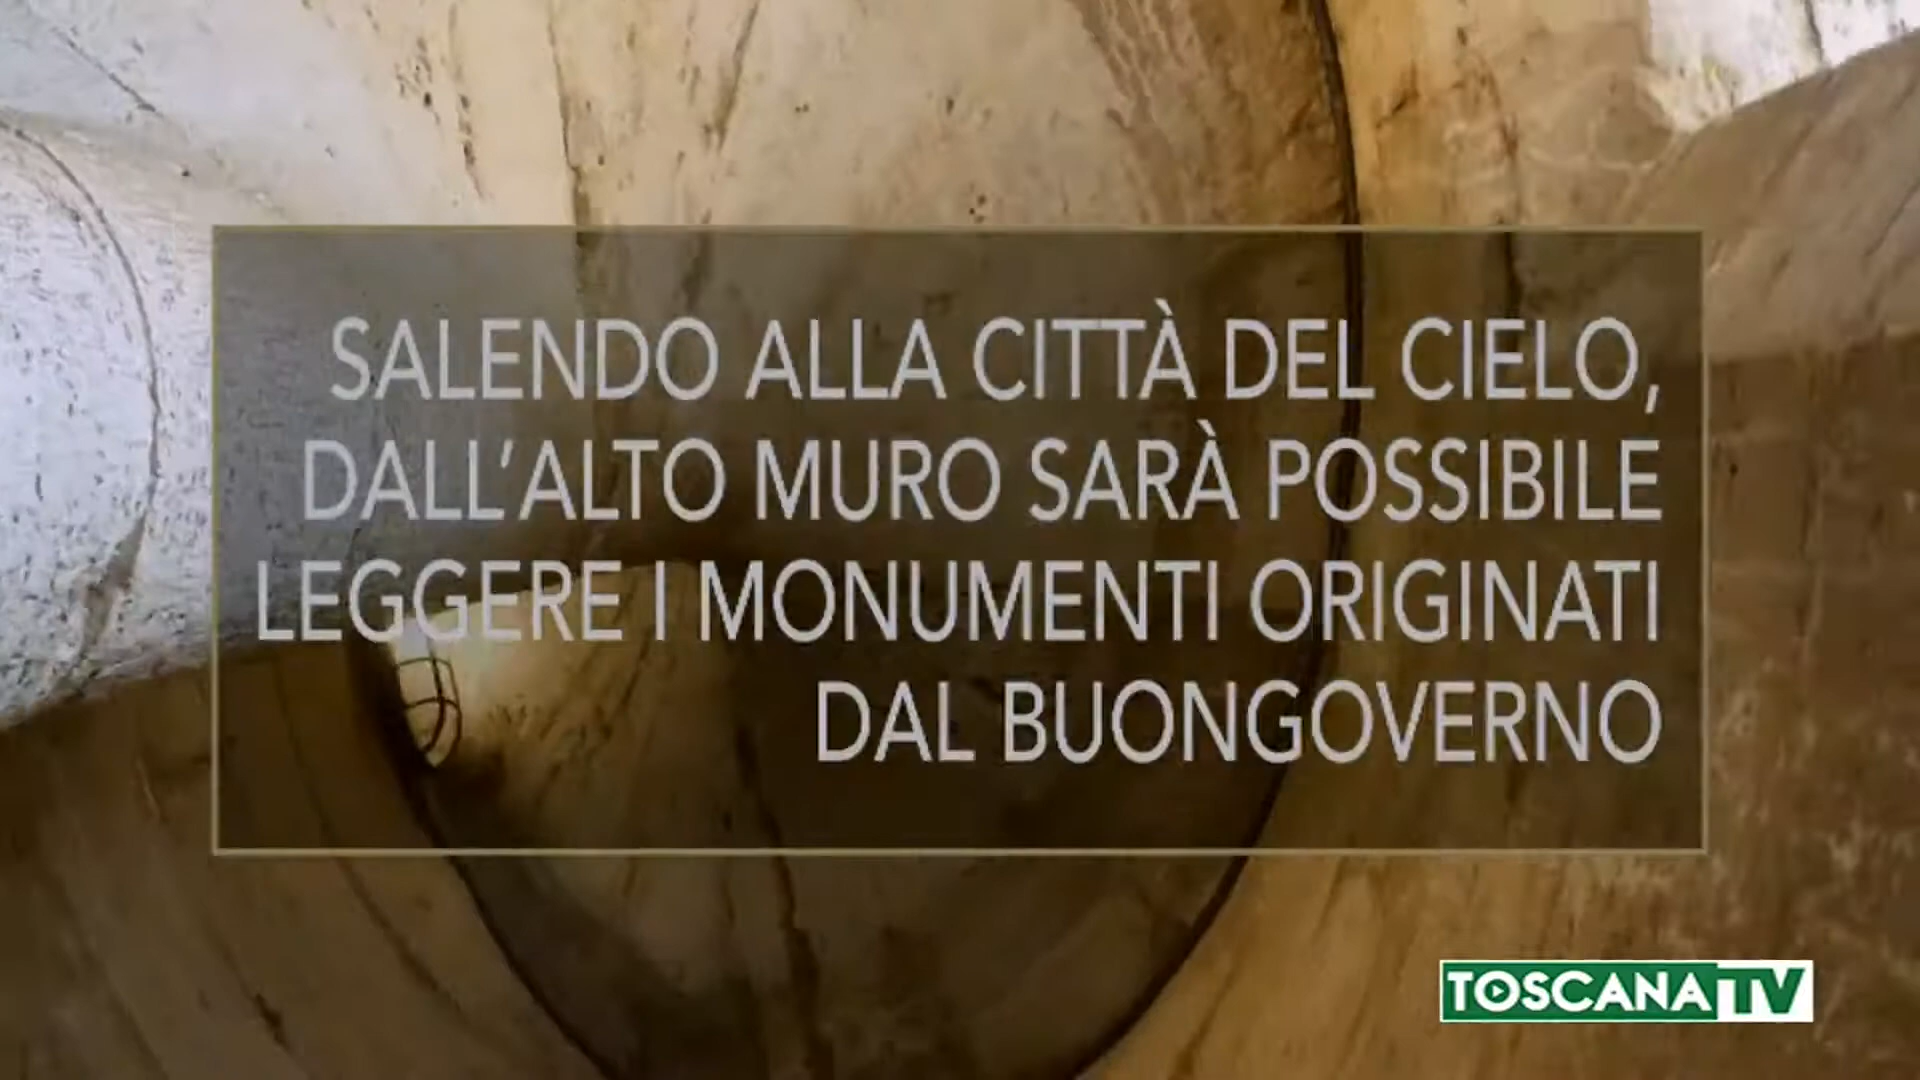 SALENDO ALLA CITTÀ DEL CIELO,
DALL'ALTO MURO SARÀ POSSIBILE
LEGGERE I MONUMENTI ORIGINATI
DAL BUONGOVERNO
TOSCANA TV